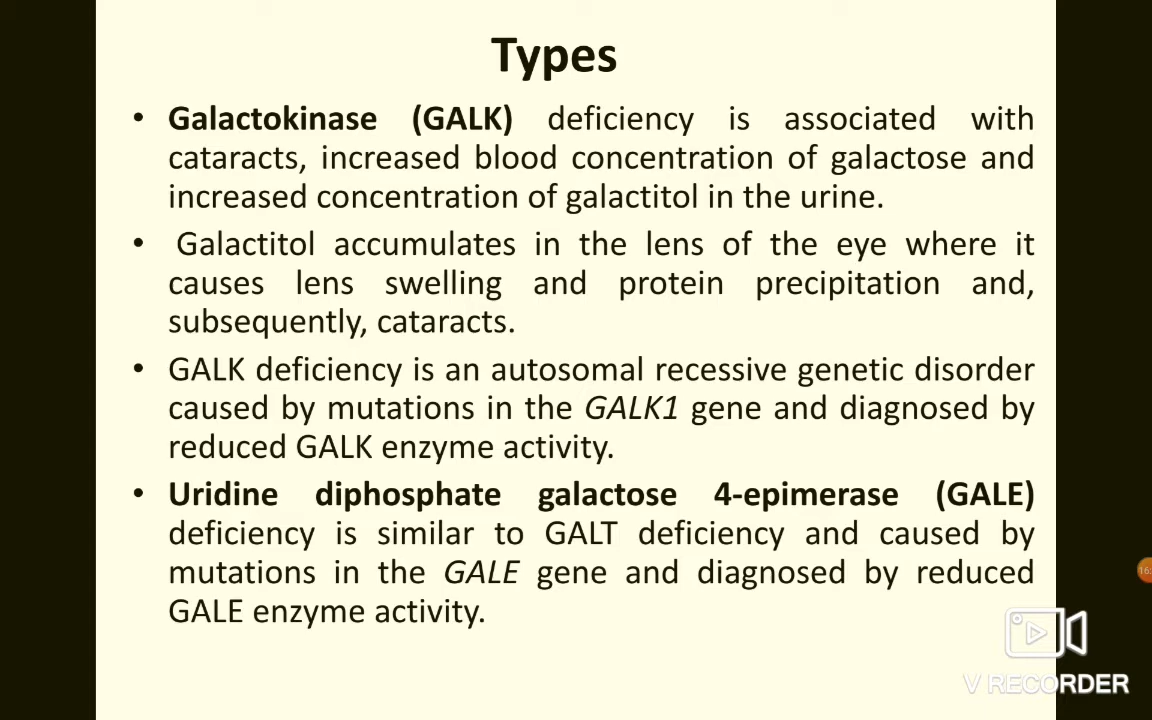 Types
• Galactokinase (GALK) deficiency is associated with
cataracts, increased blood concentration of galactose and
increased concentration of galactitol in the urine.
• Galactitol accumulates in the lens of the eye where it
causes lens swelling and protein precipitation and,
subsequently, cataracts.
• GALK deficiency is an autosomal recessive genetic disorder
caused by mutations in the GALK1 gene and diagnosed by
reduced GALK enzyme activity.
• Uridine diphosphate galactose 4-epimerase (GALE)
deficiency is similar to GALT deficiency and caused by
mutations in the GALE gene and diagnosed by reduced
GALE enzyme activity.
16:
V RECORDER